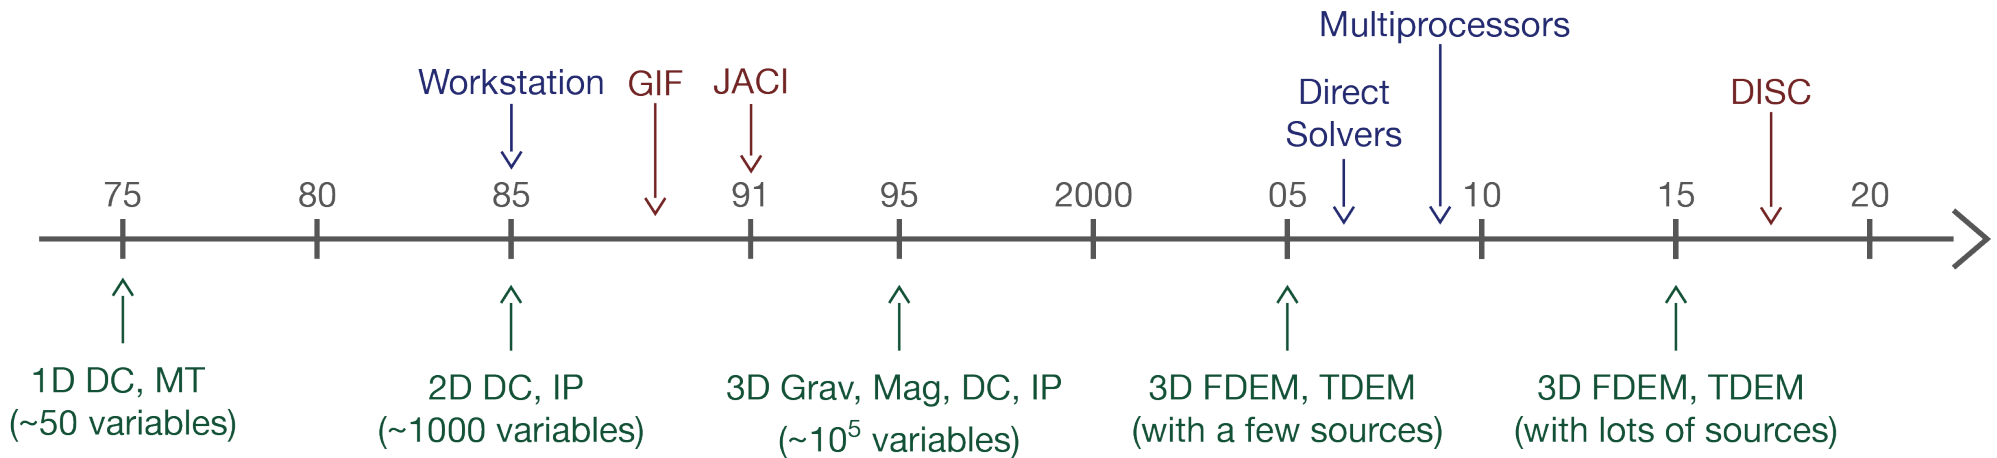 Multiprocessors
Workstation GIF JACI
Direct
Solvers
DISC
75 80 85 91 95 2000 05 10 15 20
1D DC, MT
(~50 variables)
2D DC, IP
(~1000 variables)
3D Grav, Mag, DC, IP
(~10⁵ variables)
3D FDEM, TDEM
(with a few sources)
3D FDEM, TDEM
(with lots of sources)